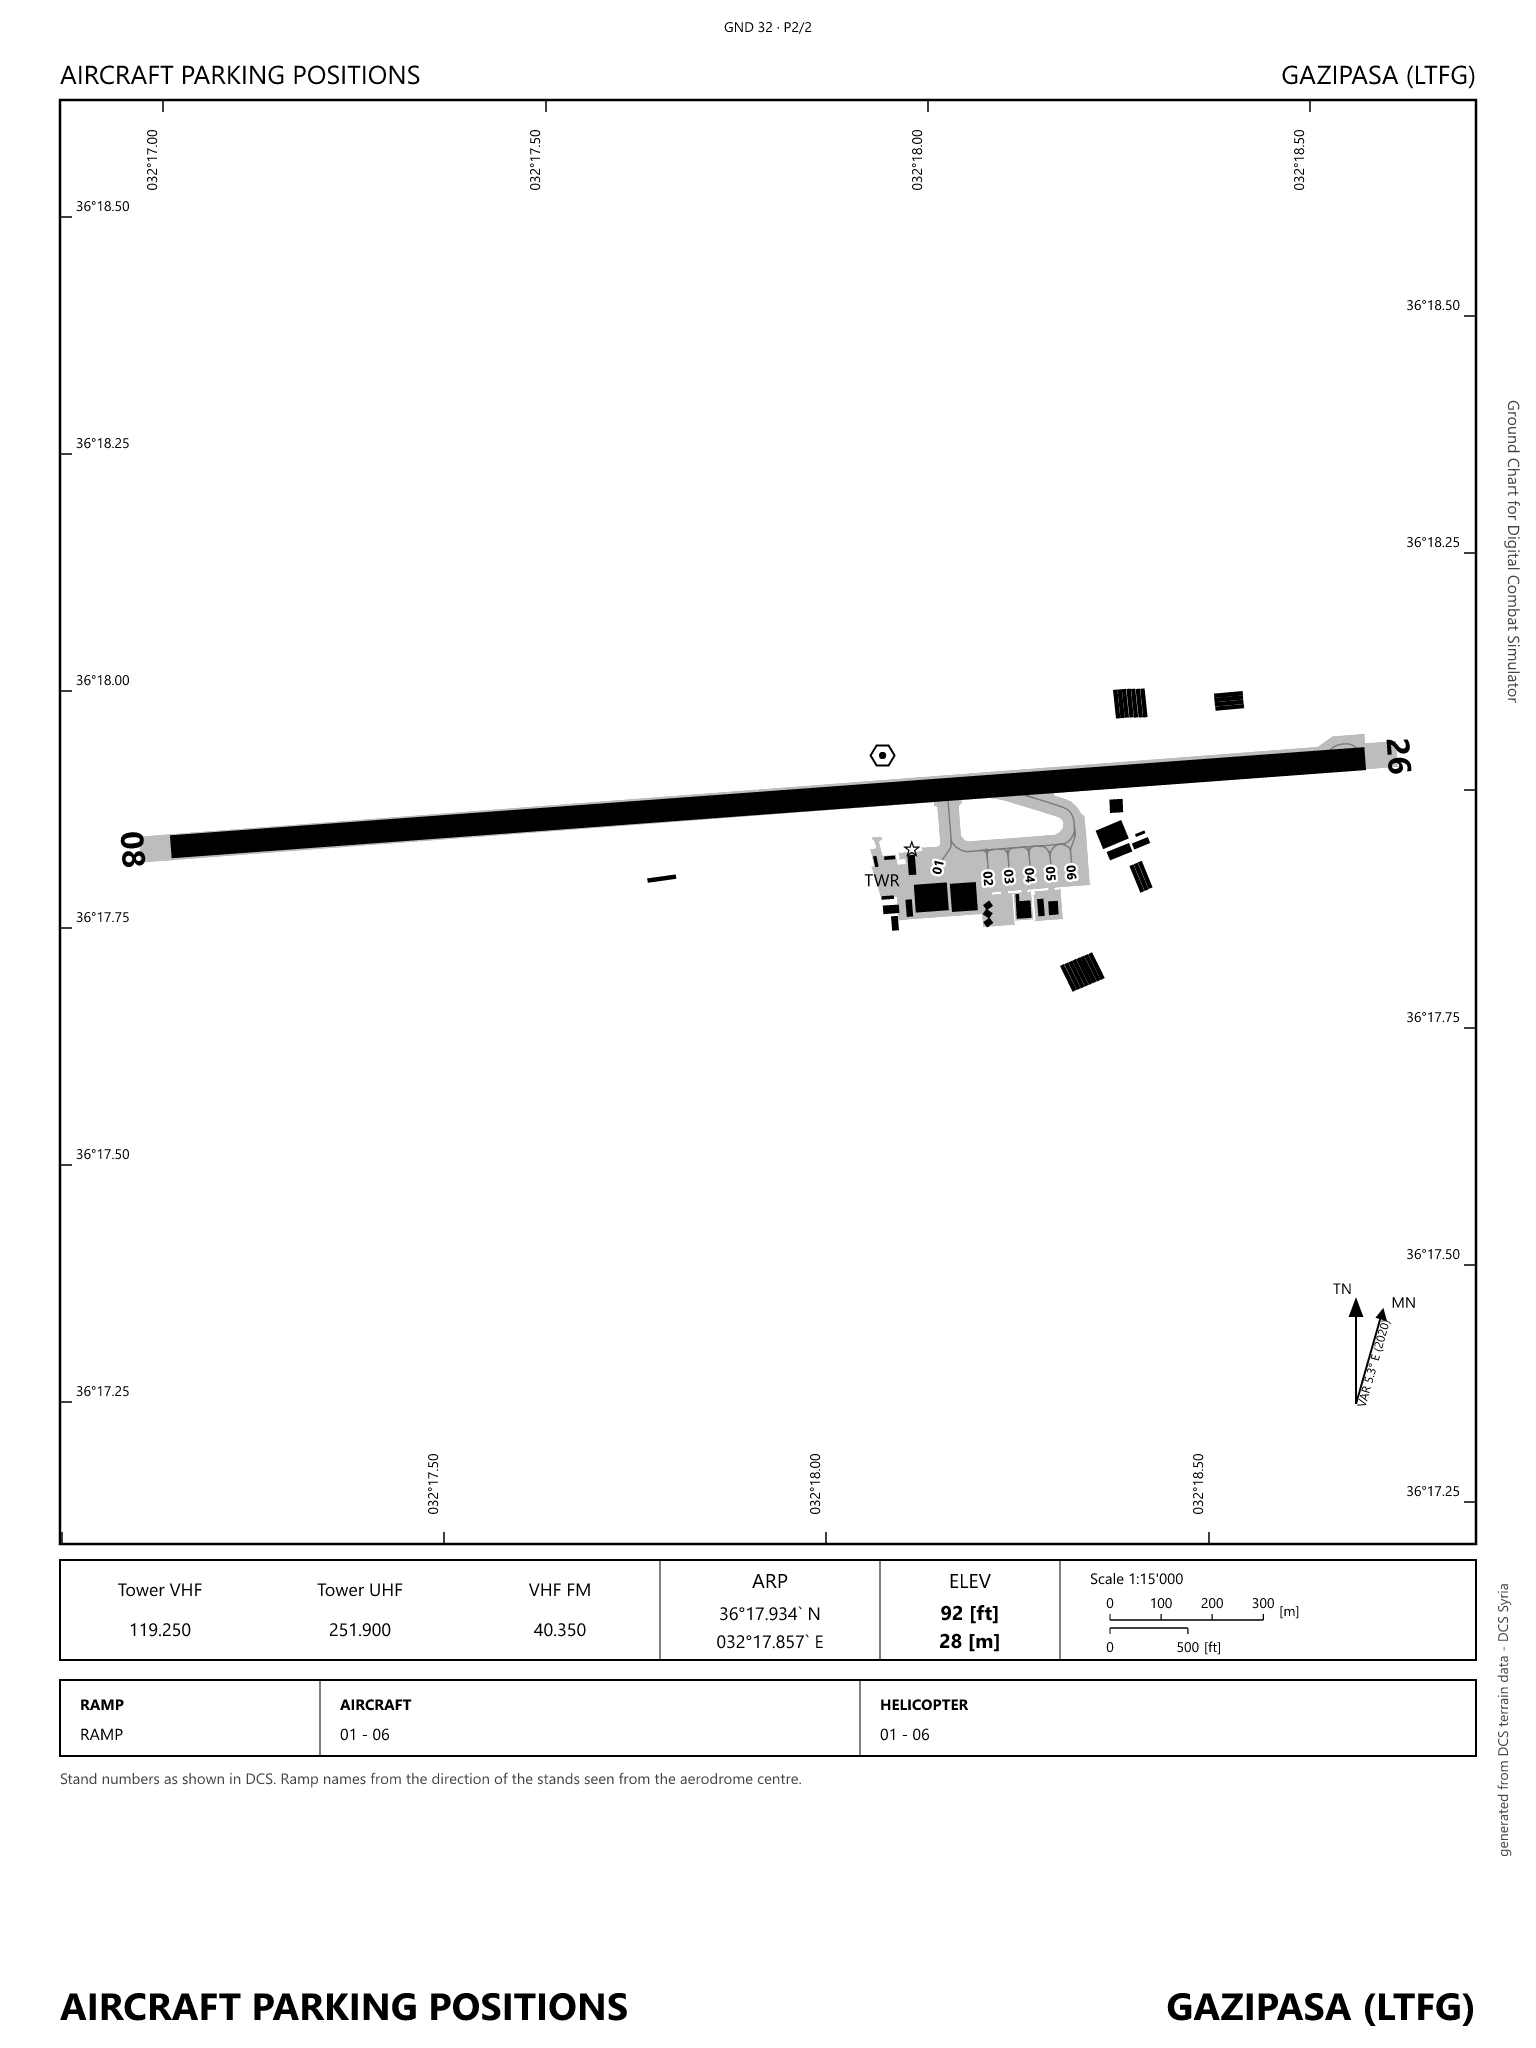 GND 32 · P2/2
AIRCRAFT PARKING POSITIONS
GAZIPASA (LTFG)
032°17.00
032°17.50
032°18.00
032°18.50
36°18.50
36°18.50
36°18.25
36°18.25
36°18.00
26
08
TWR
01
02
03
04
05
06
36°17.75
36°17.75
36°17.50
36°17.50
36°17.25
36°17.25
TN
MN
VAR 5.3° E (2020)
032°17.50
032°18.00
032°18.50
Ground Chart for Digital Combat Simulator
Tower VHF
119.250
Tower UHF
251.900
VHF FM
40.350
ARP
36°17.934` N
032°17.857` E
ELEV
92 [ft]
28 [m]
Scale 1:15'000
0 100 200 300 [m]
0 500 [ft]
RAMP AIRCRAFT HELICOPTER
RAMP 01 - 06 01 - 06
Stand numbers as shown in DCS. Ramp names from the direction of the stands seen from the aerodrome centre.
generated from DCS terrain data - DCS Syria
AIRCRAFT PARKING POSITIONS
GAZIPASA (LTFG)